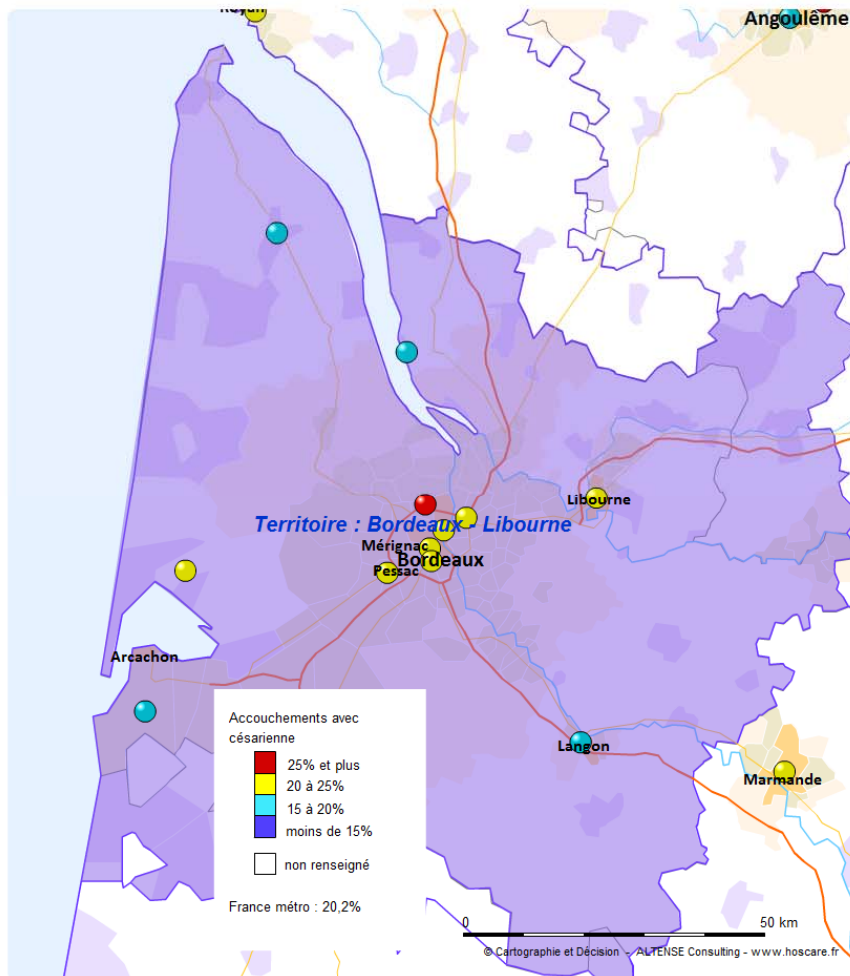 Royan
Angoulême
Libourne
Territoire : Bordeaux - Libourne
Mérignac
Bordeaux
Pessac
Arcachon
Langon
Marmande
Accouchements avec
césarienne
25% et plus
20 à 25%
15 à 20%
moins de 15%
non renseigné
France métro : 20,2%
0 50 km
© Cartographie et Décision - ALTENSE Consulting - www.hoscare.fr